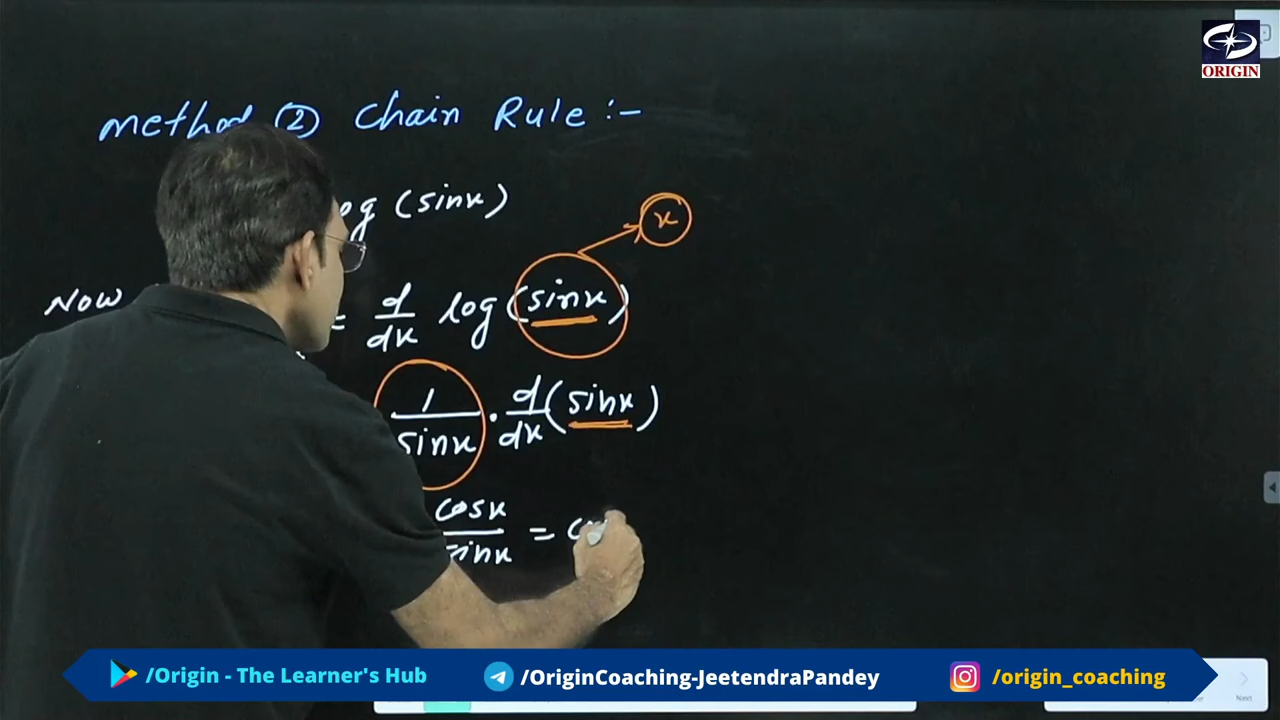 ORIGIN
method ② Chain Rule :-
og (sinx)
x
Now = d/dx log (sinx)
1/sinx . d/dx (sinx)
cosx/sinx =
/Origin - The Learner's Hub /OriginCoaching-JeetendraPandey /origin_coaching
Next